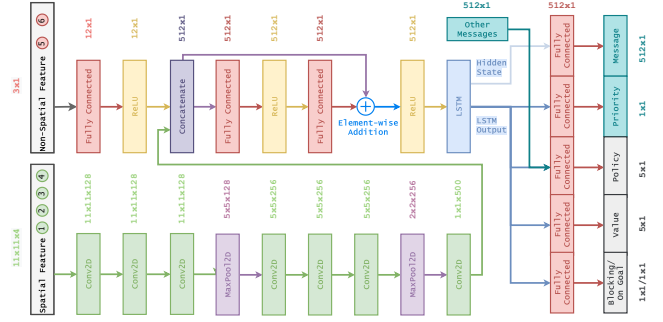 3x1
Non-Spatial Feature
5
6
12x1
Fully Connected
12x1
ReLU
512x1
Concatenate
512x1
Fully Connected
512x1
ReLU
512x1
Fully Connected
Element-wise
Addition
512x1
ReLU
512x1
Other
Messages
LSTM
Hidden
State
LSTM
Output
512x1
Fully
Connected
Message
512x1
Fully
Connected
Priority
1x1
Fully
Connected
Policy
5x1
Fully
Connected
Value
5x1
Fully
Connected
Blocking/
On Goal
1x1/1x1
11x11x4
Spatial Feature
1
2
3
4
11x11x128
Conv2D
11x11x128
Conv2D
11x11x128
Conv2D
5x5x128
MaxPool2D
5x5x256
Conv2D
5x5x256
Conv2D
5x5x256
Conv2D
2x2x256
MaxPool2D
1x1x500
Conv2D